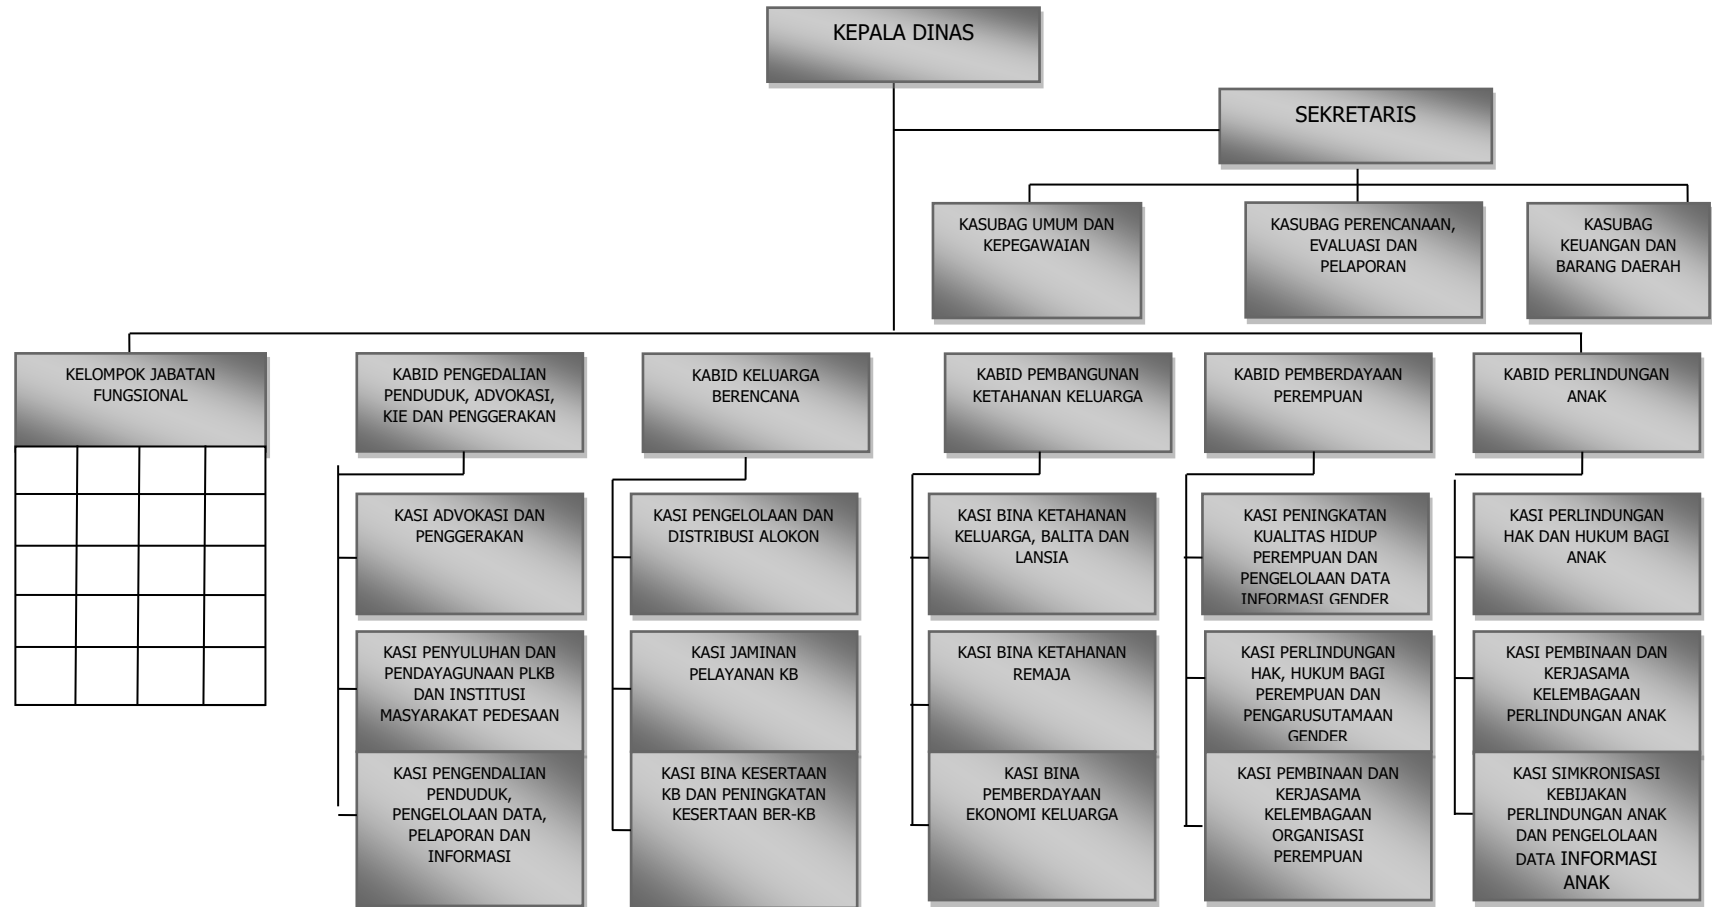 KEPALA DINAS
SEKRETARIS
KASUBAG UMUM DAN
KEPEGAWAIAN
KASUBAG PERENCANAAN,
EVALUASI DAN
PELAPORAN
KASUBAG
KEUANGAN DAN
BARANG DAERAH
KELOMPOK JABATAN
FUNGSIONAL
KABID PENGEDALIAN
PENDUDUK, ADVOKASI,
KIE DAN PENGGERAKAN
KABID KELUARGA
BERENCANA
KABID PEMBANGUNAN
KETAHANAN KELUARGA
KABID PEMBERDAYAAN
PEREMPUAN
KABID PERLINDUNGAN
ANAK
KASI ADVOKASI DAN
PENGGERAKAN
KASI PENGELOLAAN DAN
DISTRIBUSI ALOKON
KASI BINA KETAHANAN
KELUARGA, BALITA DAN
LANSIA
KASI PENINGKATAN
KUALITAS HIDUP
PEREMPUAN DAN
PENGELOLAAN DATA
INFORMASI GENDER
KASI PERLINDUNGAN
HAK DAN HUKUM BAGI
ANAK
KASI PENYULUHAN DAN
PENDAYAGUNAAN PLKB
DAN INSTITUSI
MASYARAKAT PEDESAAN
KASI JAMINAN
PELAYANAN KB
KASI BINA KETAHANAN
REMAJA
KASI PERLINDUNGAN
HAK, HUKUM BAGI
PEREMPUAN DAN
PENGARUSUTAMAAN
GENDER
KASI PEMBINAAN DAN
KERJASAMA
KELEMBAGAAN
PERLINDUNGAN ANAK
KASI PENGENDALIAN
PENDUDUK,
PENGELOLAAN DATA,
PELAPORAN DAN
INFORMASI
KASI BINA KESERTAAN
KB DAN PENINGKATAN
KESERTAAN BER-KB
KASI BINA
PEMBERDAYAAN
EKONOMI KELUARGA
KASI PEMBINAAN DAN
KERJASAMA
KELEMBAGAAN
ORGANISASI
PEREMPUAN
KASI SIMKRONISASI
KEBIJAKAN
PERLINDUNGAN ANAK
DAN PENGELOLAAN
DATA INFORMASI
ANAK